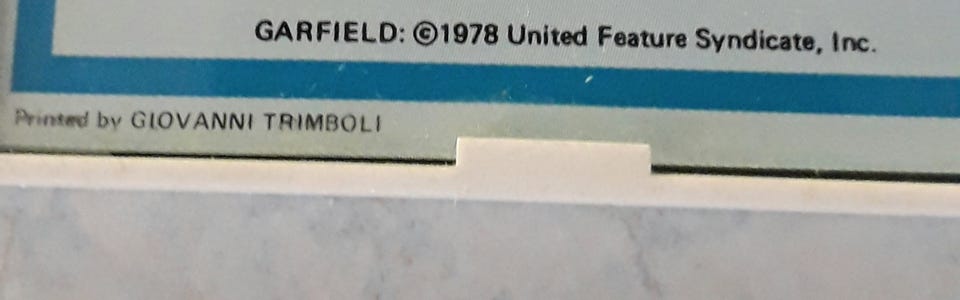 GARFIELD: ©1978 United Feature Syndicate, Inc.
Printed by GIOVANNI TRIMBOLI